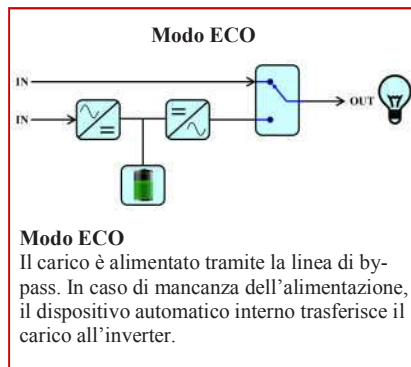 Modo ECO
IN
IN
OUT
Modo ECO
Il carico è alimentato tramite la linea di by-
pass. In caso di mancanza dell'alimentazione,
il dispositivo automatico interno trasferisce il
carico all'inverter.